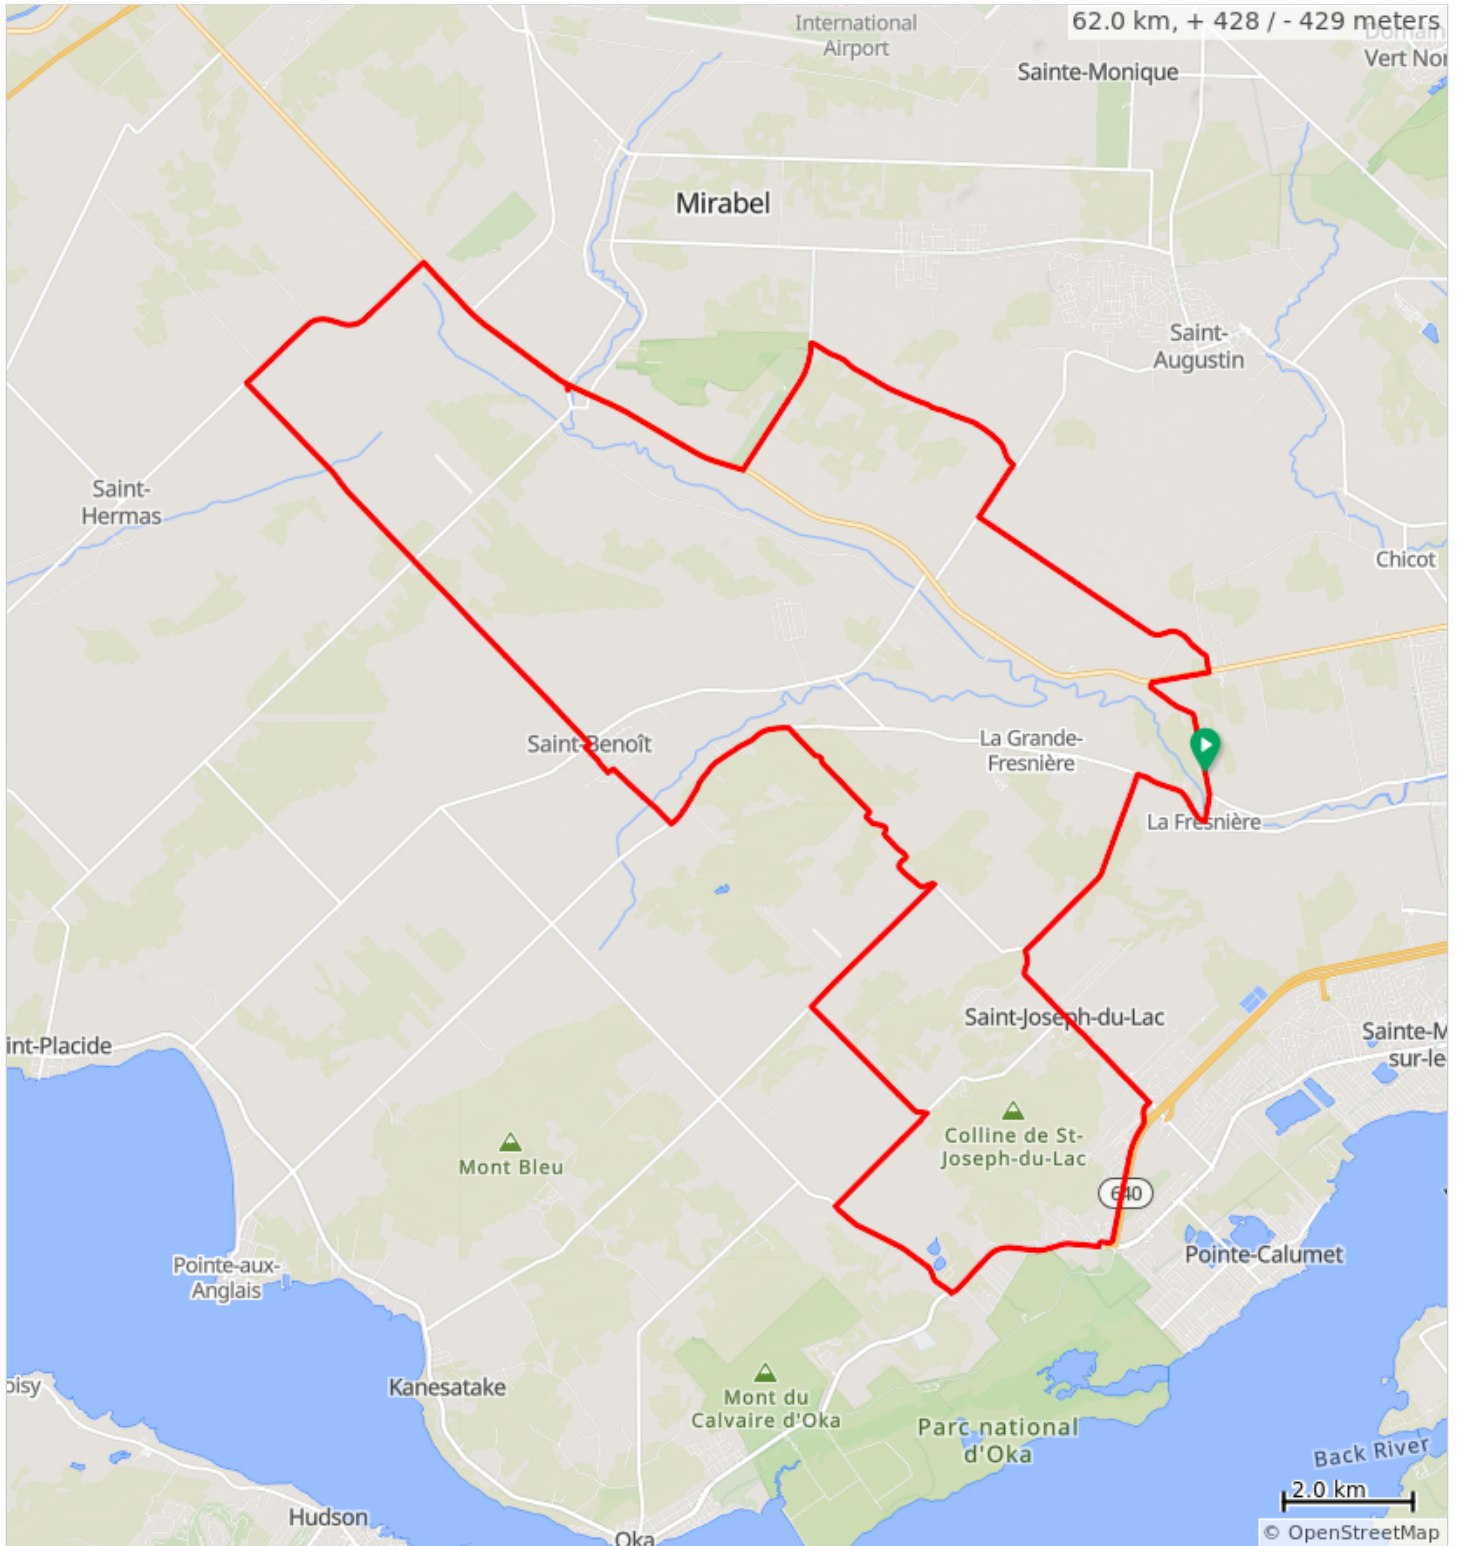 62.0 km, + 428 / - 429 meters
International
Airport
Vert Nor
Sainte-Monique
Mirabel
Saint-
Augustin
Saint-
Hermas
Chicot
Saint-Benoît
La Grande-
Fresnière
La Fresnière
Saint-Joseph-du-Lac
Sainte-M
sur-le
int-Placide
Colline de St-
Joseph-du-Lac
Mont Bleu
640
Pointe-Calumet
Pointe-aux-
Anglais
Kanesatake
oisy
Mont du
Calvaire d'Oka
Parc national
d'Oka
Back River
2.0 km
Hudson
Oka
© OpenStreetMap